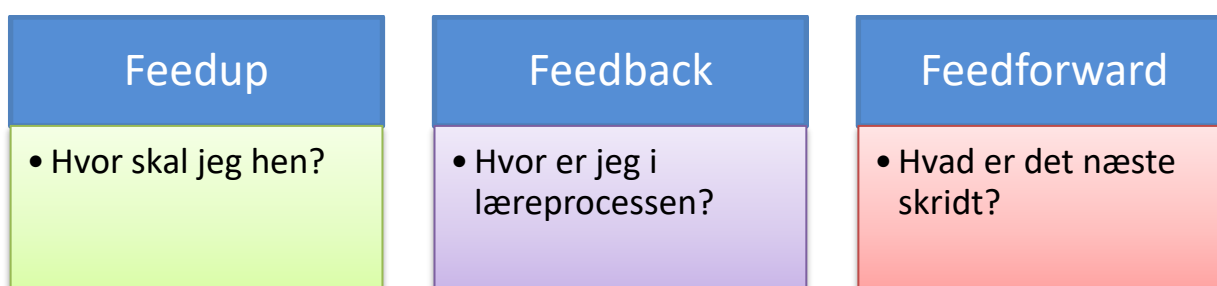 Feedup
• Hvor skal jeg hen?
Feedback
• Hvor er jeg i
læreprocessen?
Feedforward
• Hvad er det næste
skridt?